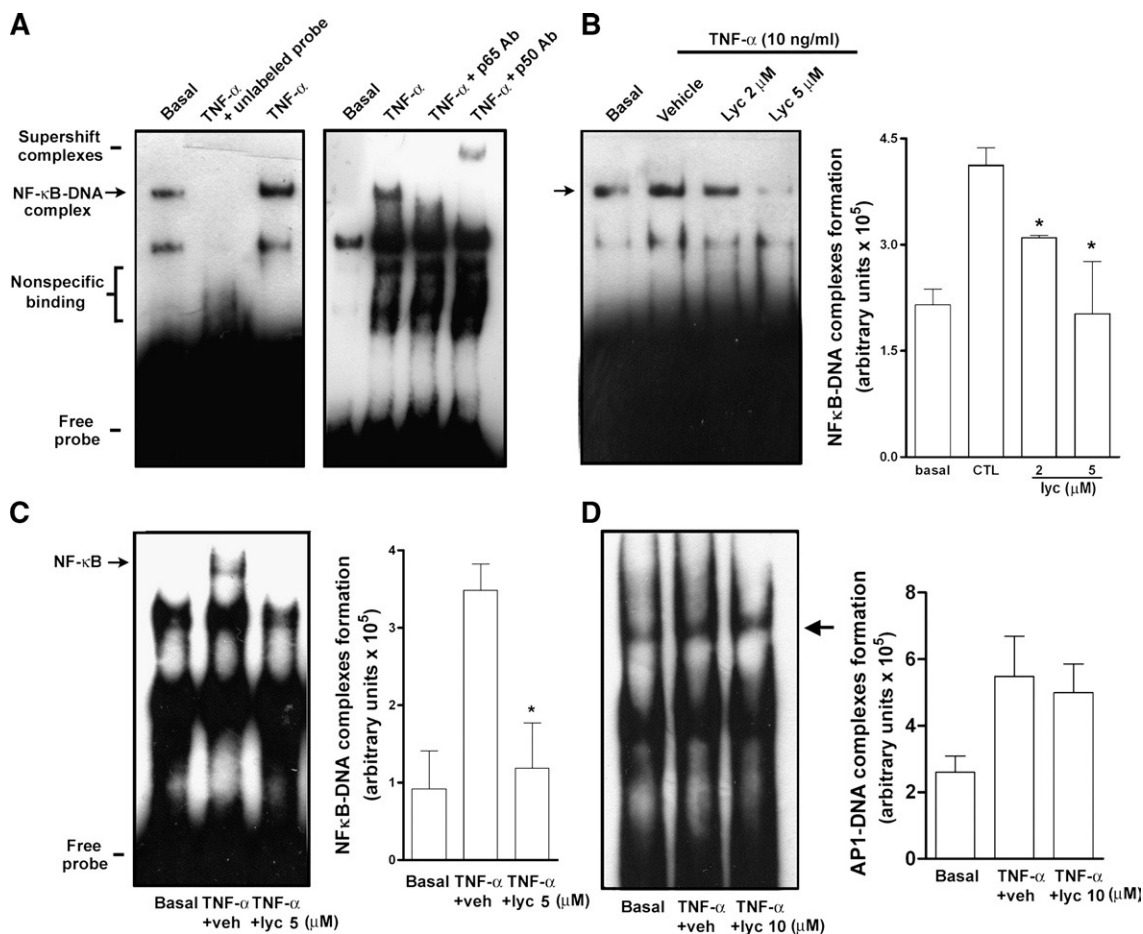 A
Basal
TNF-α
+ unlabeled probe
TNF-α
Basal
TNF-α
TNF-α + p65 Ab
TNF-α + p50 Ab
Supershift
complexes
NF-κB-DNA
complex
Nonspecific
binding
Free
probe
B
TNF-α (10 ng/ml)
Basal
Vehicle
Lyc 2 μM
Lyc 5 μM
NFκB-DNA complexes formation
(arbitrary units x 10⁵)
4.5
3.0
1.5
0.0
*
*
basal
CTL
2
5
lyc (μM)
C
NF-κB
Free
probe
Basal TNF-α TNF-α
+veh +lyc 5 (μM)
NFκB-DNA complexes formation
(arbitrary units x 10⁵)
4
3
2
1
0
*
Basal TNF-α TNF-α
+veh +lyc 5 (μM)
D
Basal TNF-α TNF-α
+veh +lyc 10 (μM)
AP1-DNA complexes formation
(arbitrary units x 10⁵)
8
6
4
2
0
Basal TNF-α TNF-α
+veh +lyc 10 (μM)